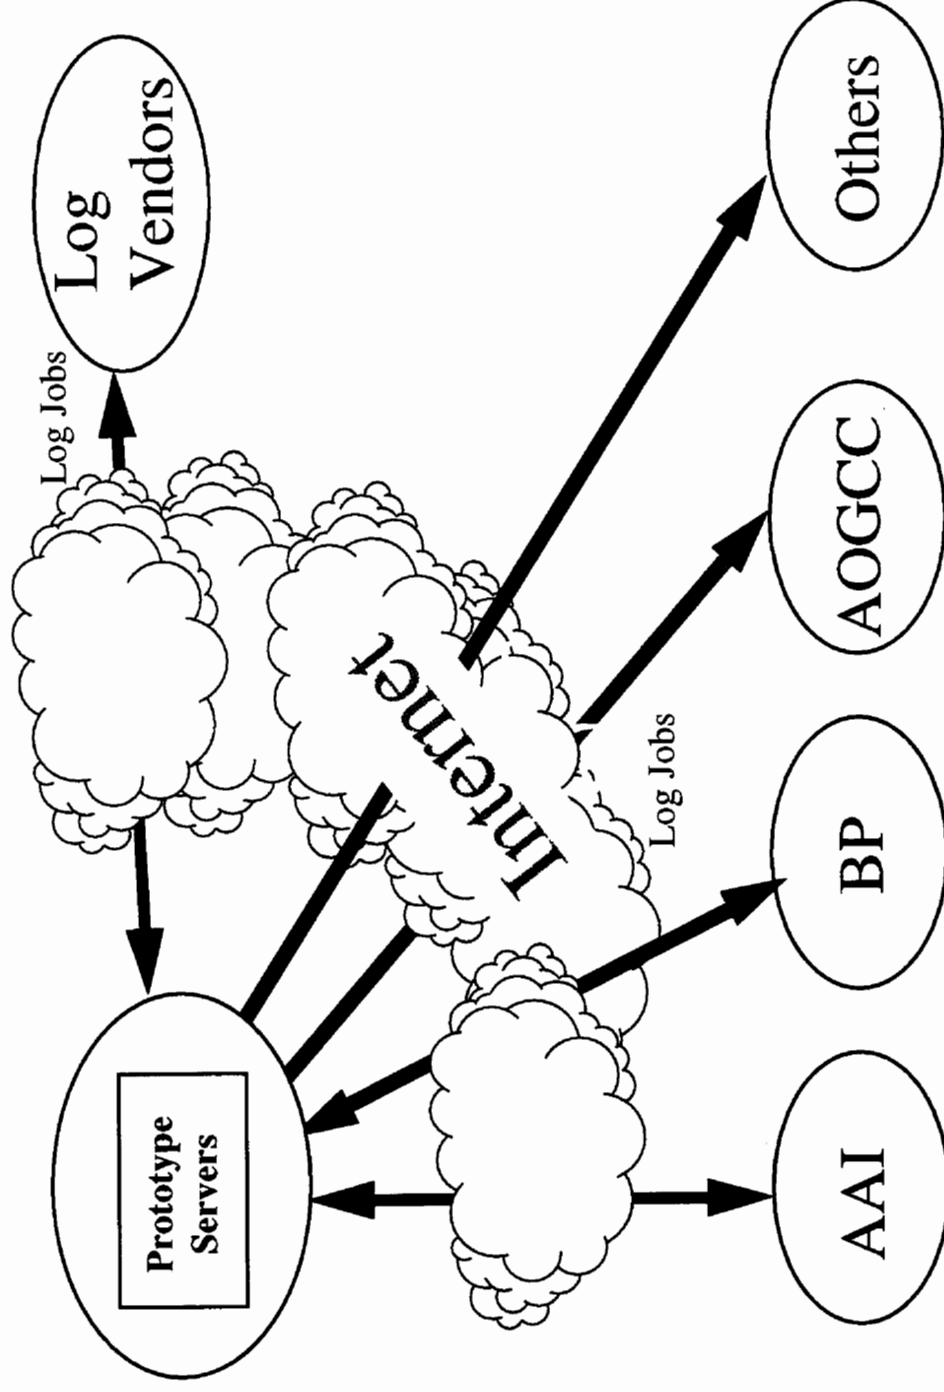 Prototype
Servers
Log Jobs
Log
Vendors
Internet
Log Jobs
AAI
BP
AOGCC
Others